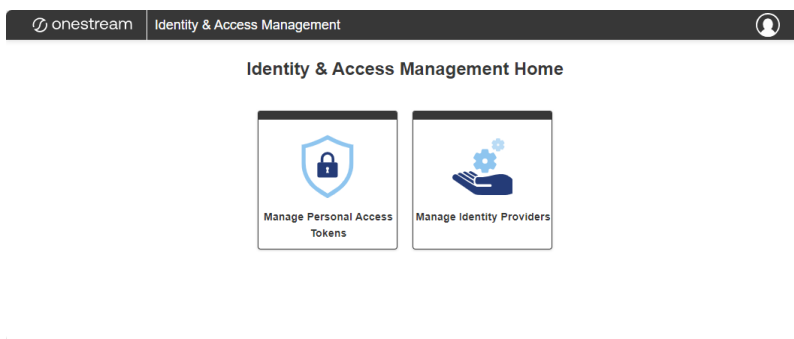 onestream Identity & Access Management
Identity & Access Management Home
Manage Personal Access
Tokens
Manage Identity Providers